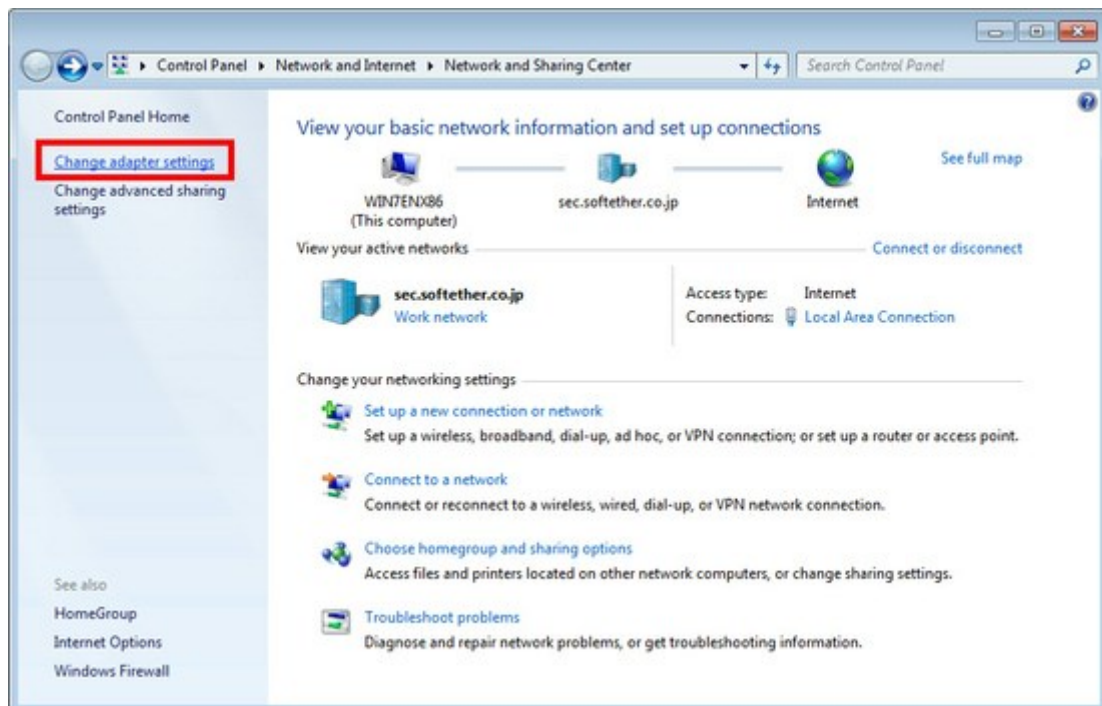 Control Panel ▸ Network and Internet ▸ Network and Sharing Center
Search Control Panel
Control Panel Home
Change adapter settings
Change advanced sharing
settings
View your basic network information and set up connections
See full map
WIN7ENX86
(This computer)
sec.softether.co.jp
Internet
View your active networks
Connect or disconnect
sec.softether.co.jp
Work network
Access type: Internet
Connections: Local Area Connection
Change your networking settings
Set up a new connection or network
Set up a wireless, broadband, dial-up, ad hoc, or VPN connection; or set up a router or access point.
Connect to a network
Connect or reconnect to a wireless, wired, dial-up, or VPN network connection.
Choose homegroup and sharing options
Access files and printers located on other network computers, or change sharing settings.
Troubleshoot problems
Diagnose and repair network problems, or get troubleshooting information.
See also
HomeGroup
Internet Options
Windows Firewall